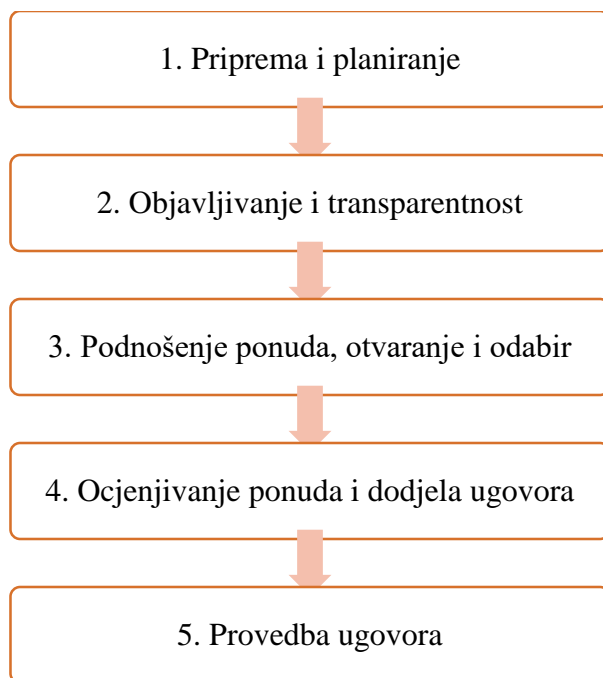 1. Priprema i planiranje
2. Objavljivanje i transparentnost
3. Podnošenje ponuda, otvaranje i odabir
4. Ocjenjivanje ponuda i dodjela ugovora
5. Provedba ugovora